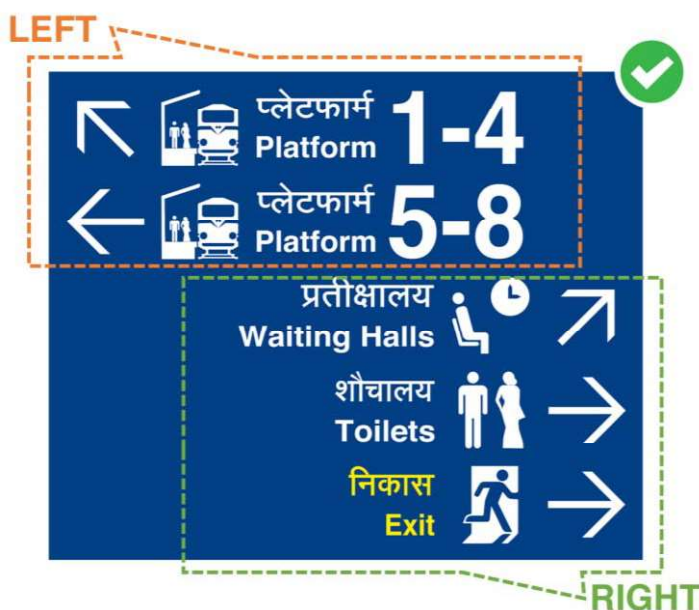 LEFT
प्लेटफार्म
Platform 1-4
प्लेटफार्म
Platform 5-8
प्रतीक्षालय
Waiting Halls
शौचालय
Toilets
निकास
Exit
RIGHT